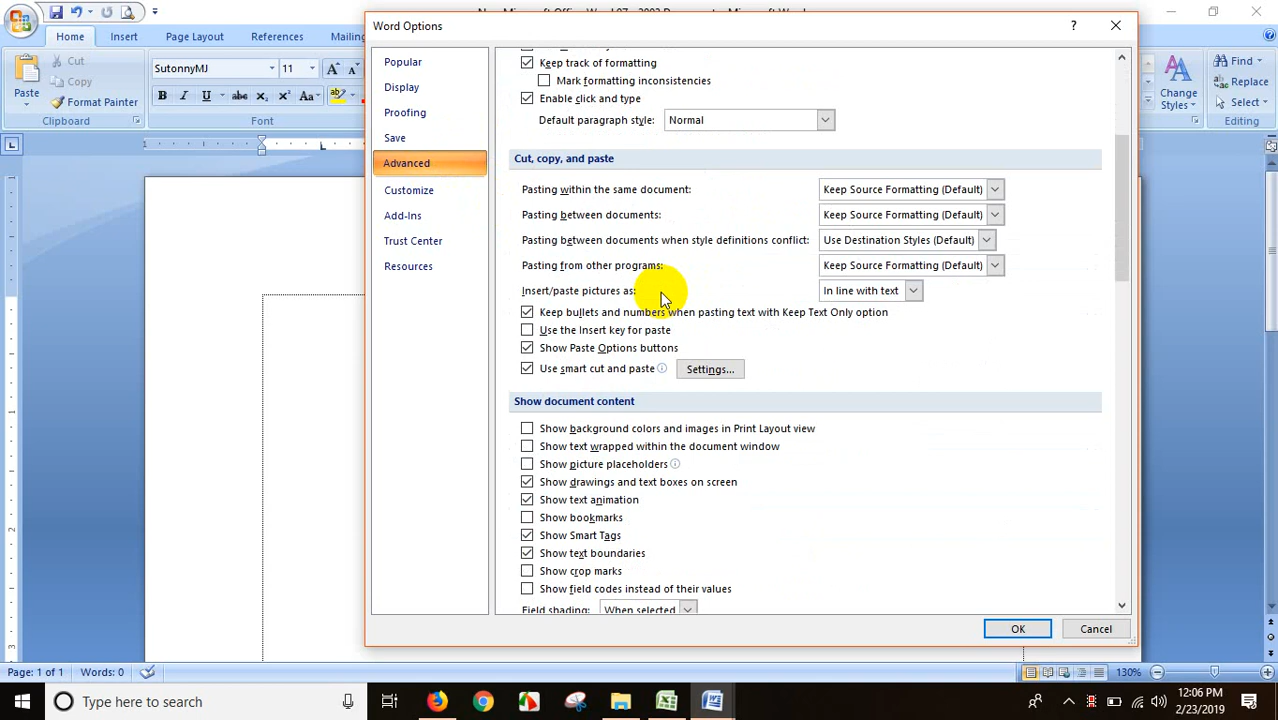 Word Options
Home
Insert
Page Layout
References
Mailin
Paste
Cut
Copy
Format Painter
Clipboard
SutonnyMJ
11
Font
Change
Styles
Find
Replace
Select
Editing
Popular
Display
Proofing
Save
Advanced
Customize
Add-Ins
Trust Center
Resources
Keep track of formatting
Mark formatting inconsistencies
Enable click and type
Default paragraph style: Normal
Cut, copy, and paste
Pasting within the same document: Keep Source Formatting (Default)
Pasting between documents: Keep Source Formatting (Default)
Pasting between documents when style definitions conflict: Use Destination Styles (Default)
Pasting from other programs: Keep Source Formatting (Default)
Insert/paste pictures as: In line with text
Keep bullets and numbers when pasting text with Keep Text Only option
Use the Insert key for paste
Show Paste Options buttons
Use smart cut and paste Settings...
Show document content
Show background colors and images in Print Layout view
Show text wrapped within the document window
Show picture placeholders
Show drawings and text boxes on screen
Show text animation
Show bookmarks
Show Smart Tags
Show text boundaries
Show crop marks
Show field codes instead of their values
Field shading: When selected
OK Cancel
Page: 1 of 1 Words: 0 130%
Type here to search
12:06 PM
2/23/2019